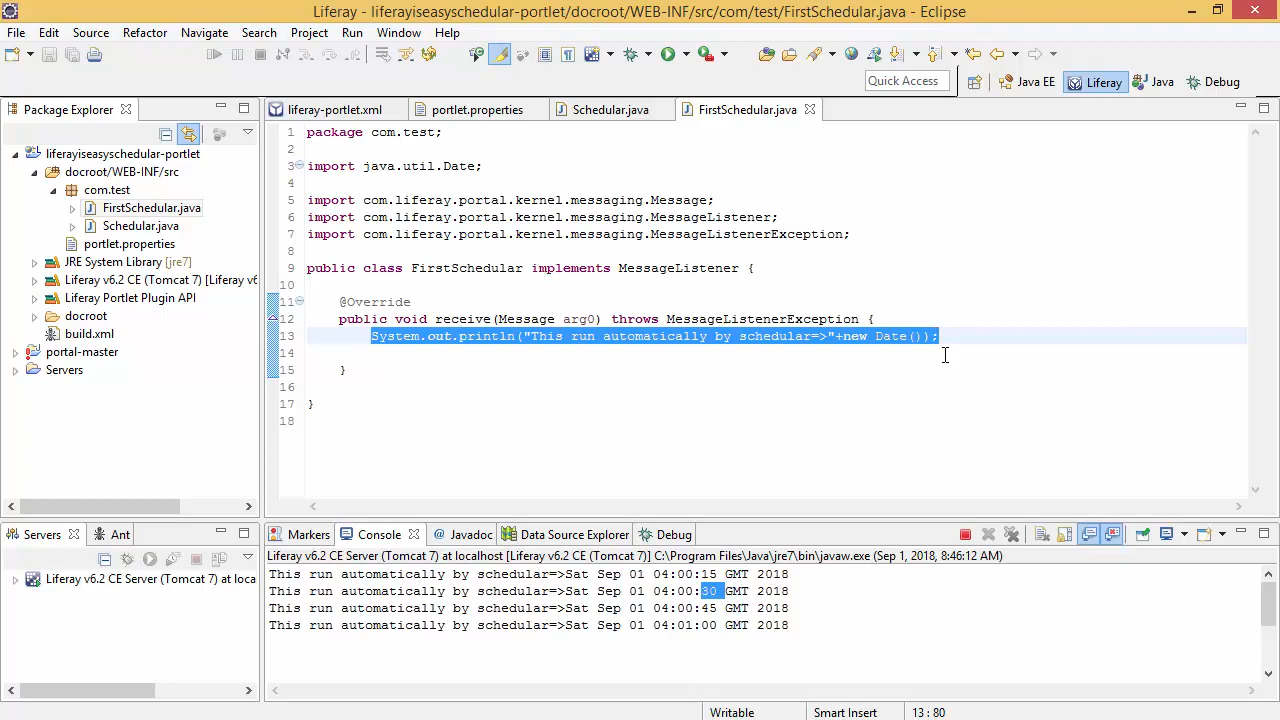 Liferay - liferayiseasyschedular-portlet/docroot/WEB-INF/src/com/test/FirstSchedular.java - Eclipse
File Edit Source Refactor Navigate Search Project Run Window Help
Quick Access Java EE Liferay Java Debug
Package Explorer
liferayiseasyschedular-portlet
docroot/WEB-INF/src
com.test
FirstSchedular.java
Schedular.java
portlet.properties
JRE System Library [jre7]
Liferay v6.2 CE (Tomcat 7) [Liferay v6
Liferay Portlet Plugin API
docroot
build.xml
portal-master
Servers
liferay-portlet.xml portlet.properties Schedular.java FirstSchedular.java
1 package com.test;
2
3 import java.util.Date;
4
5 import com.liferay.portal.kernel.messaging.Message;
6 import com.liferay.portal.kernel.messaging.MessageListener;
7 import com.liferay.portal.kernel.messaging.MessageListenerException;
8
9 public class FirstSchedular implements MessageListener {
10
11 @Override
12 public void receive(Message arg0) throws MessageListenerException {
13 System.out.println("This run automatically by schedular=>"+new Date());
14
15 }
16
17 }
18
Servers Ant
Liferay v6.2 CE Server (Tomcat 7) at loca
Markers Console Javadoc Data Source Explorer Debug
Liferay v6.2 CE Server (Tomcat 7) at localhost [Liferay v6.2 CE (Tomcat 7)] C:\Program Files\Java\jre7\bin\javaw.exe (Sep 1, 2018, 8:46:12 AM)
This run automatically by schedular=>Sat Sep 01 04:00:15 GMT 2018
This run automatically by schedular=>Sat Sep 01 04:00:30 GMT 2018
This run automatically by schedular=>Sat Sep 01 04:00:45 GMT 2018
This run automatically by schedular=>Sat Sep 01 04:01:00 GMT 2018
Writable Smart Insert 13 : 80